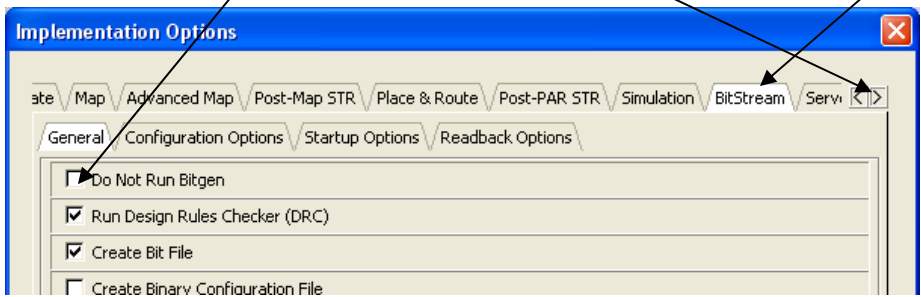 Implementation Options
ate Map Advanced Map Post-Map STR Place & Route Post-PAR STR Simulation BitStream Serv
General Configuration Options Startup Options Readback Options
Do Not Run Bitgen
Run Design Rules Checker (DRC)
Create Bit File
Create Binary Configuration File